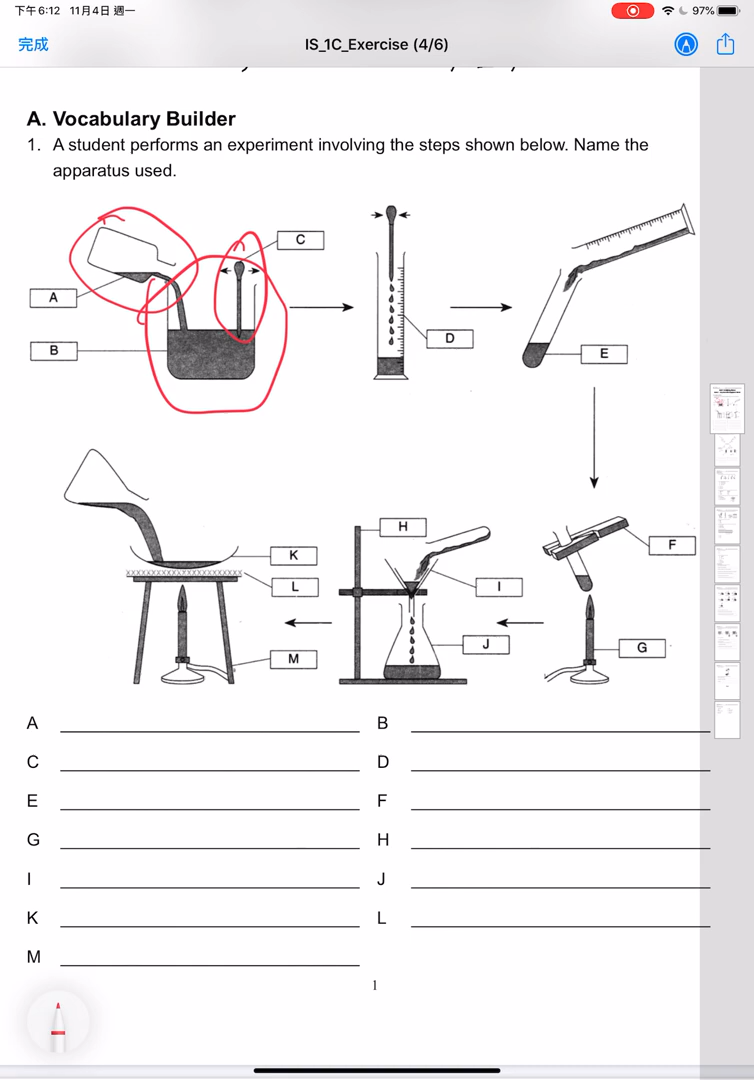 下午6:12 11月4日 週一
97%
完成
IS_1C_Exercise (4/6)
A. Vocabulary Builder
1. A student performs an experiment involving the steps shown below. Name the
apparatus used.
C
A
B
D
E
H
F
K
L
I
J
G
M
A B
C D
E F
G H
I J
K L
M
1